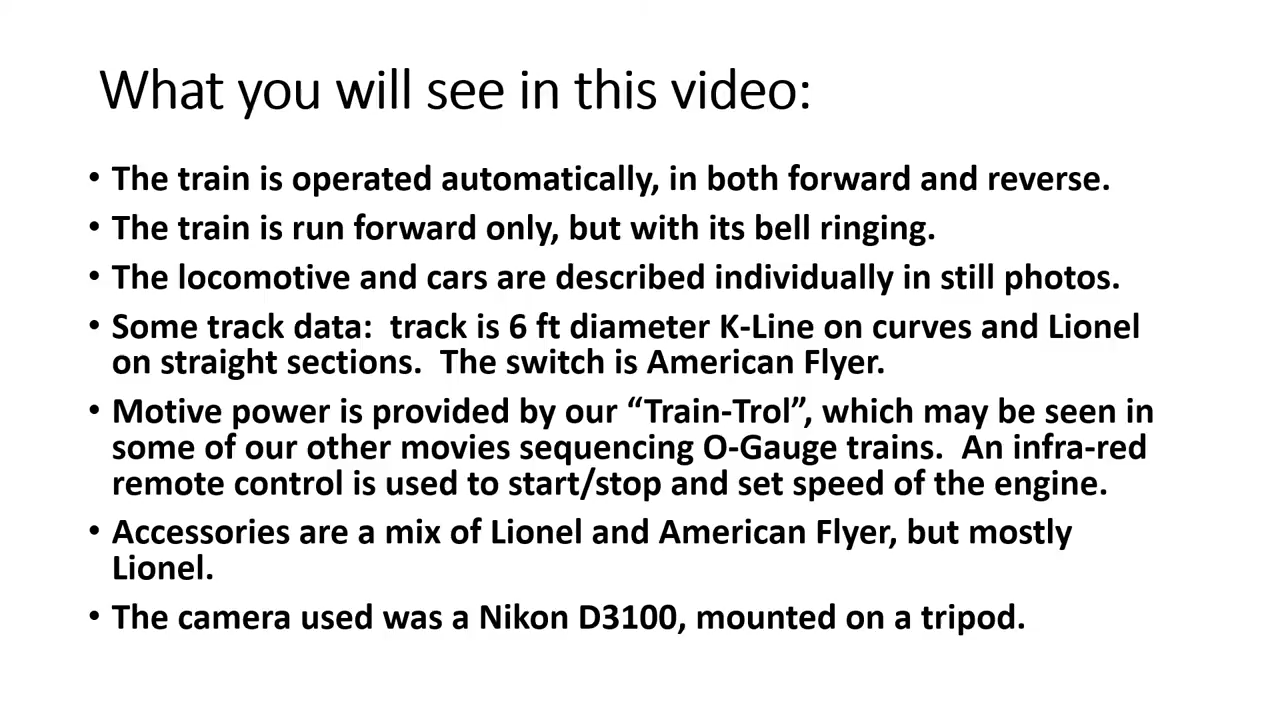 What you will see in this video:
• The train is operated automatically, in both forward and reverse.
• The train is run forward only, but with its bell ringing.
• The locomotive and cars are described individually in still photos.
• Some track data:  track is 6 ft diameter K-Line on curves and Lionel
on straight sections.  The switch is American Flyer.
• Motive power is provided by our “Train-Trol”, which may be seen in
some of our other movies sequencing O-Gauge trains.  An infra-red
remote control is used to start/stop and set speed of the engine.
• Accessories are a mix of Lionel and American Flyer, but mostly
Lionel.
• The camera used was a Nikon D3100, mounted on a tripod.